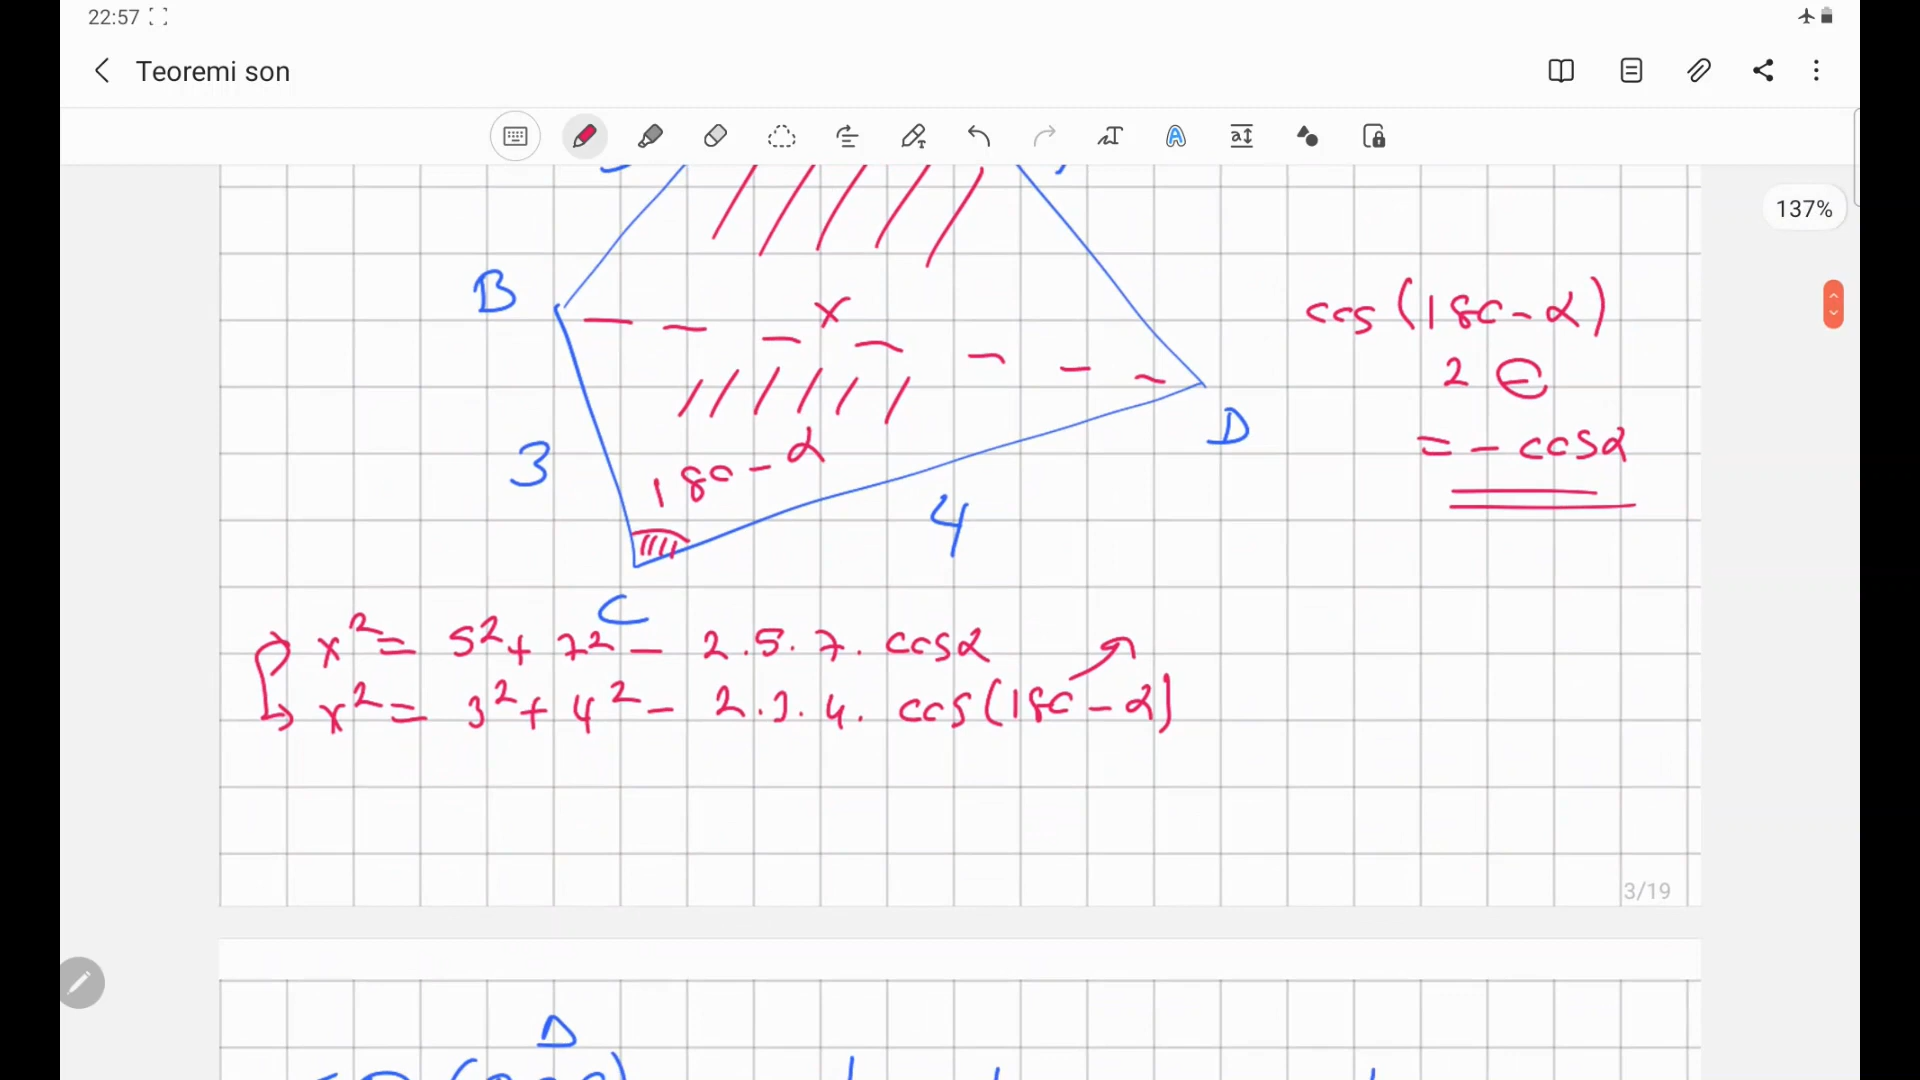 22:57
Teoremi son
137%
B
x
cos(180-α)
2 ⊖
= - cosα
D
3
180-α
4
C
x² = 5² + 7² - 2.5.7. cosα
x² = 3² + 4² - 2.3.4. cos(180-α)
3/19
D